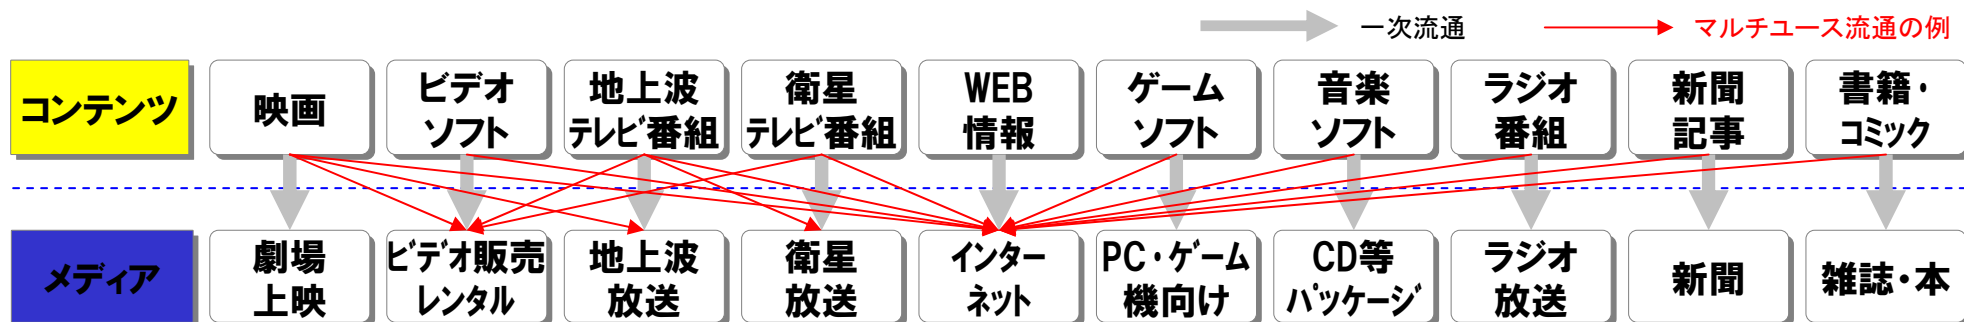 一次流通
マルチユース流通の例
コンテンツ
映画
ビデオ
ソフト
地上波
テレビ番組
衛星
テレビ番組
WEB
情報
ゲーム
ソフト
音楽
ソフト
ラジオ
番組
新聞
記事
書籍・
コミック
メディア
劇場
上映
ビデオ販売
レンタル
地上波
放送
衛星
放送
インター
ネット
PC・ゲーム
機向け
CD等
パッケージ
ラジオ
放送
新聞
雑誌・本